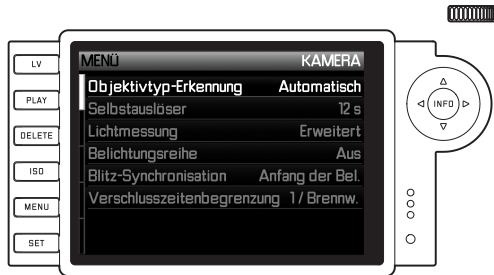 MENÜ KAMERA
Objektivtyp-Erkennung Automatisch
Selbstauslöser 12 s
Lichtmessung Erweitert
Belichtungsreihe Aus
Blitz-Synchronisation Anfang der Bel.
Verschlusszeitenbegrenzung 1 / Brennw.
LV
PLAY
DELETE
ISO
MENU
SET
INFO